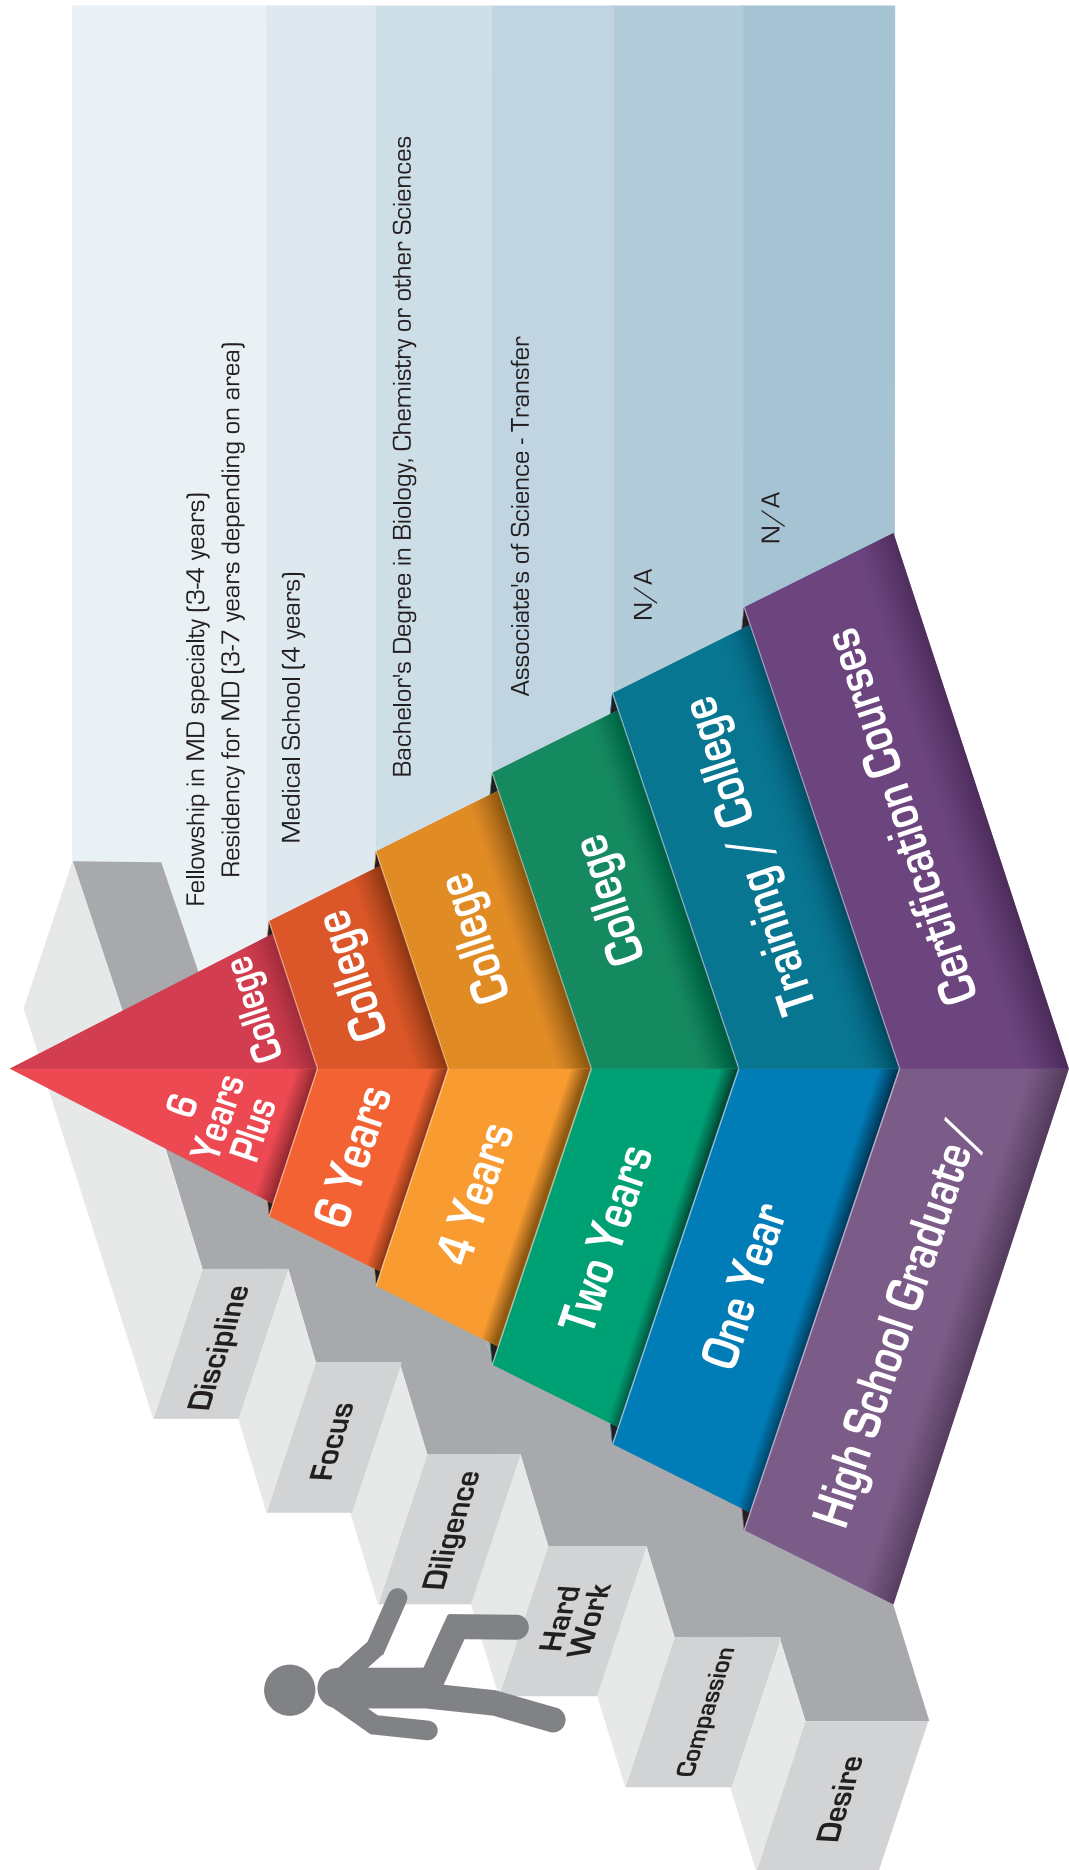 Fellowship in MD specialty (3-4 years)
Residency for MD (3-7 years depending on area)
Medical School (4 years)
Bachelor's Degree in Biology, Chemistry or other Sciences
Associate's of Science - Transfer
N/A
N/A
6
Years
Plus
College
6 Years
College
4 Years
College
Two Years
College
One Year
Training / College
High School Graduate/
Certification Courses
Discipline
Focus
Diligence
Hard
Work
Compassion
Desire